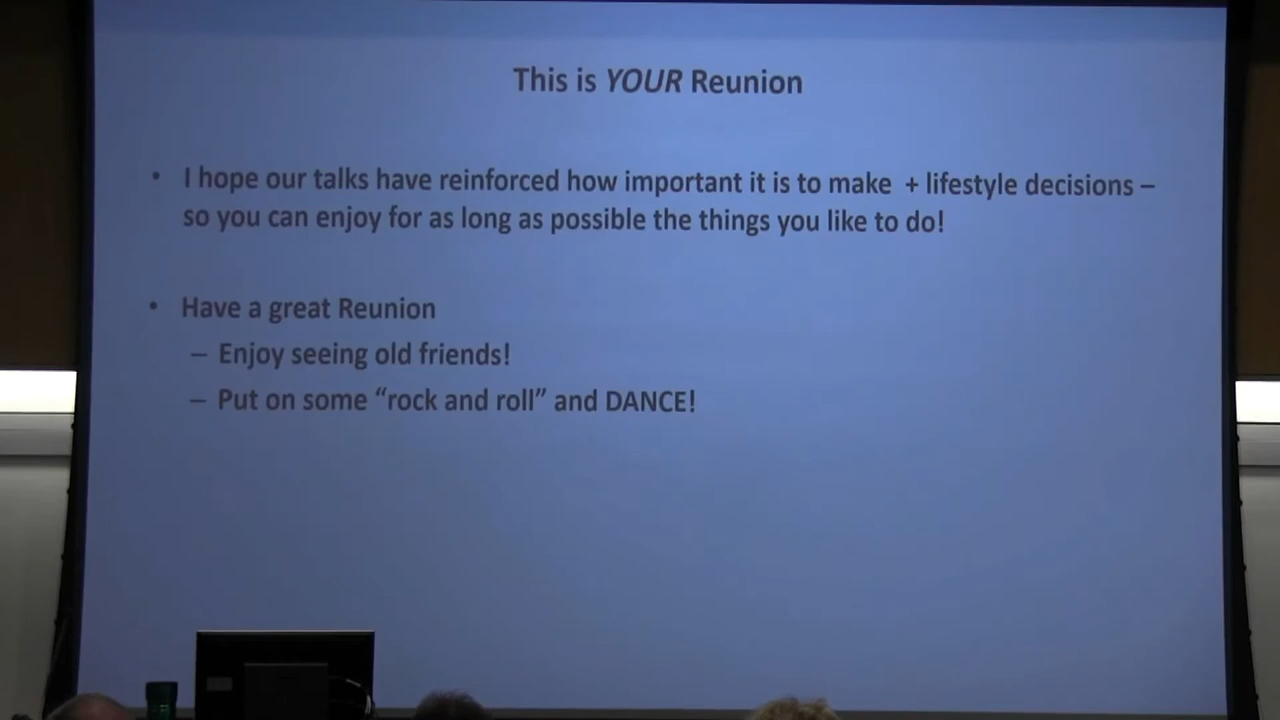 This is YOUR Reunion
• I hope our talks have reinforced how important it is to make + lifestyle decisions –
so you can enjoy for as long as possible the things you like to do!
• Have a great Reunion
– Enjoy seeing old friends!
– Put on some “rock and roll” and DANCE!